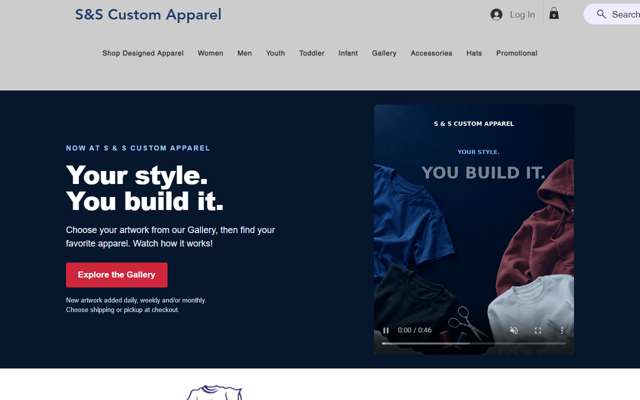 S&S Custom Apparel
Log In
0
Search
Shop Designed Apparel Women Men Youth Toddler Infant Gallery Accessories Hats Promotional
NOW AT S & S CUSTOM APPAREL
Your style.
You build it.
Choose your artwork from our Gallery, then find your
favorite apparel. Watch how it works!
Explore the Gallery
New artwork added daily, weekly and/or monthly.
Choose shipping or pickup at checkout.
S & S CUSTOM APPAREL
YOUR STYLE.
YOU BUILD IT.
0:00 / 0:46